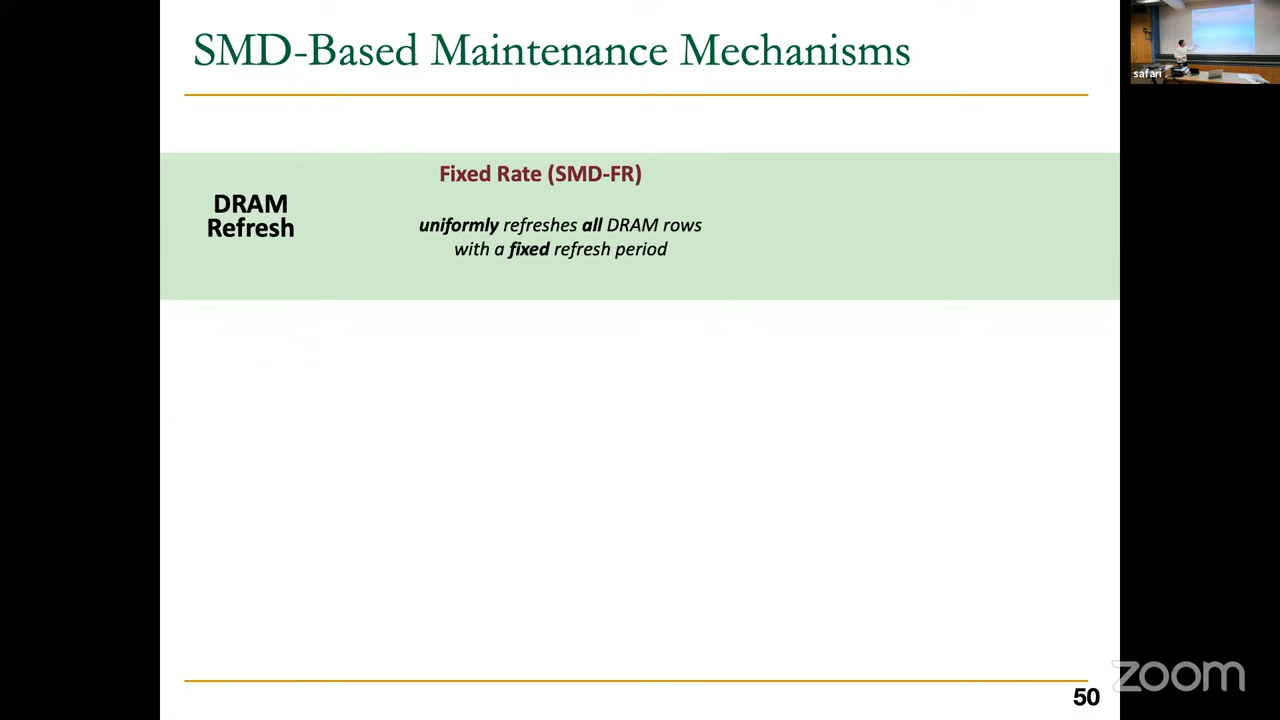 SMD-Based Maintenance Mechanisms
safari
Fixed Rate (SMD-FR)
DRAM
Refresh
uniformly refreshes all DRAM rows
with a fixed refresh period
50
zoom